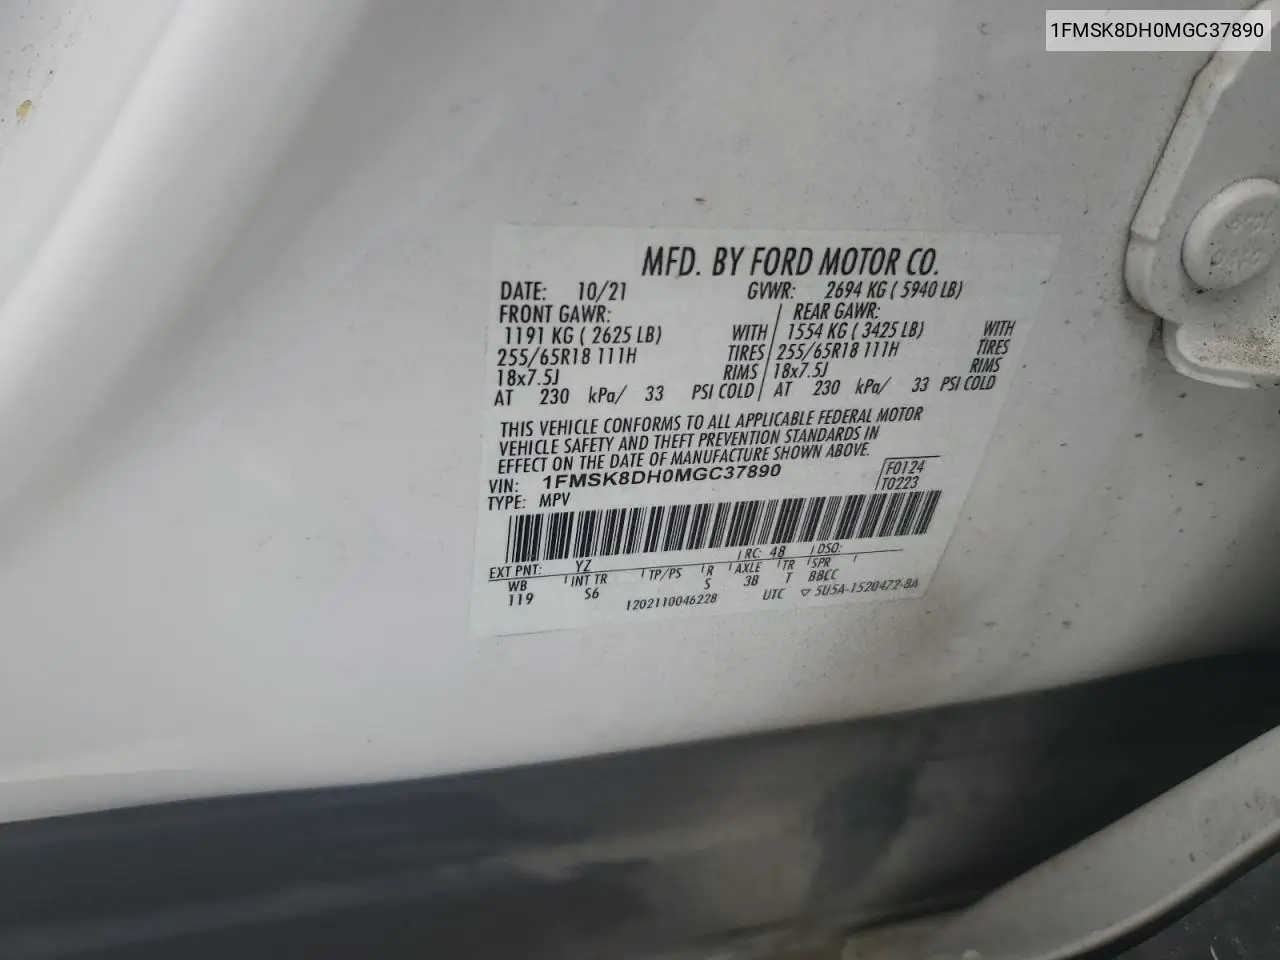 1FMSK8DH0MGC37890
MFD. BY FORD MOTOR CO.
DATE: 10/21 GVWR: 2694 KG ( 5940 LB)
FRONT GAWR: REAR GAWR:
1191 KG ( 2625 LB) WITH 1554 KG ( 3425 LB) WITH
255/65R18 111H TIRES 255/65R18 111H TIRES
18x7.5J RIMS 18x7.5J RIMS
AT 230 kPa/ 33 PSI COLD AT 230 kPa/ 33 PSI COLD
THIS VEHICLE CONFORMS TO ALL APPLICABLE FEDERAL MOTOR
VEHICLE SAFETY AND THEFT PREVENTION STANDARDS IN
EFFECT ON THE DATE OF MANUFACTURE SHOWN ABOVE.
VIN: 1FMSK8DH0MGC37890 F0124
TYPE: MPV T0223
EXT PNT: YZ RC: 48 DSO:
WB INT TR TP/PS R AXLE TR SPR
119 S6 S 3B T BBCC
1202110046228 UTC ▽ 5U5A-1520472-BA